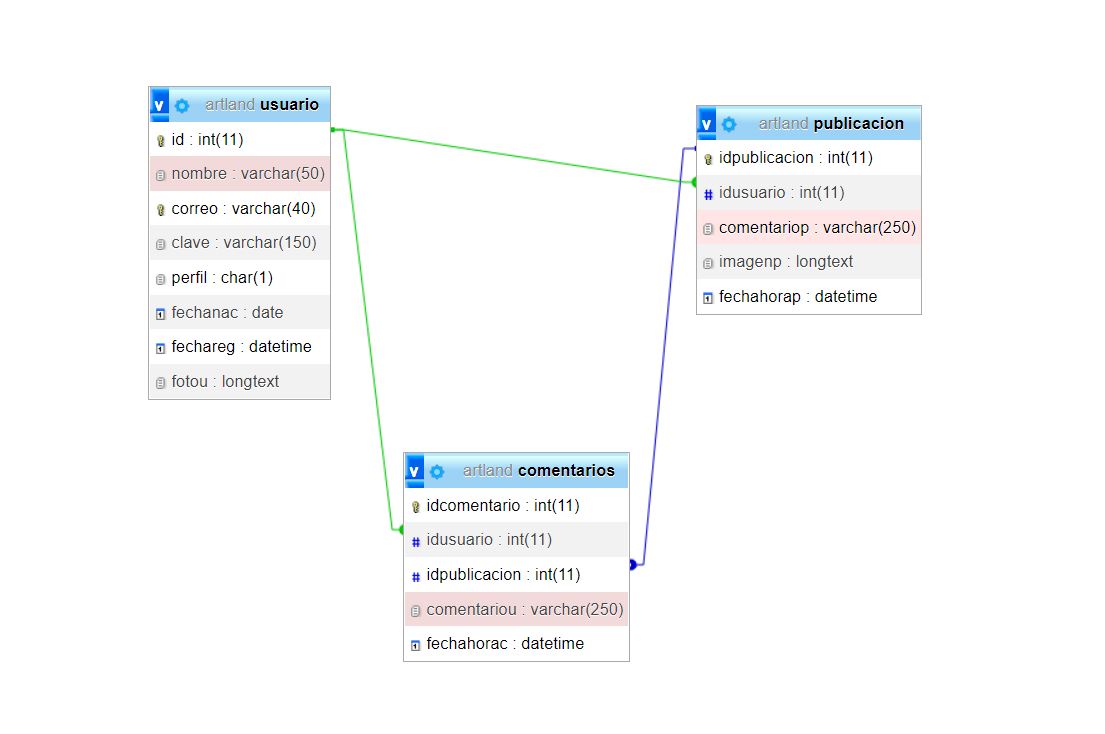 v artland usuario
id : int(11)
nombre : varchar(50)
correo : varchar(40)
clave : varchar(150)
perfil : char(1)
fechanac : date
fechareg : datetime
fotou : longtext
v artland publicacion
idpublicacion : int(11)
# idusuario : int(11)
comentariop : varchar(250)
imagenp : longtext
fechahorap : datetime
v artland comentarios
idcomentario : int(11)
# idusuario : int(11)
# idpublicacion : int(11)
comentariou : varchar(250)
fechahorac : datetime